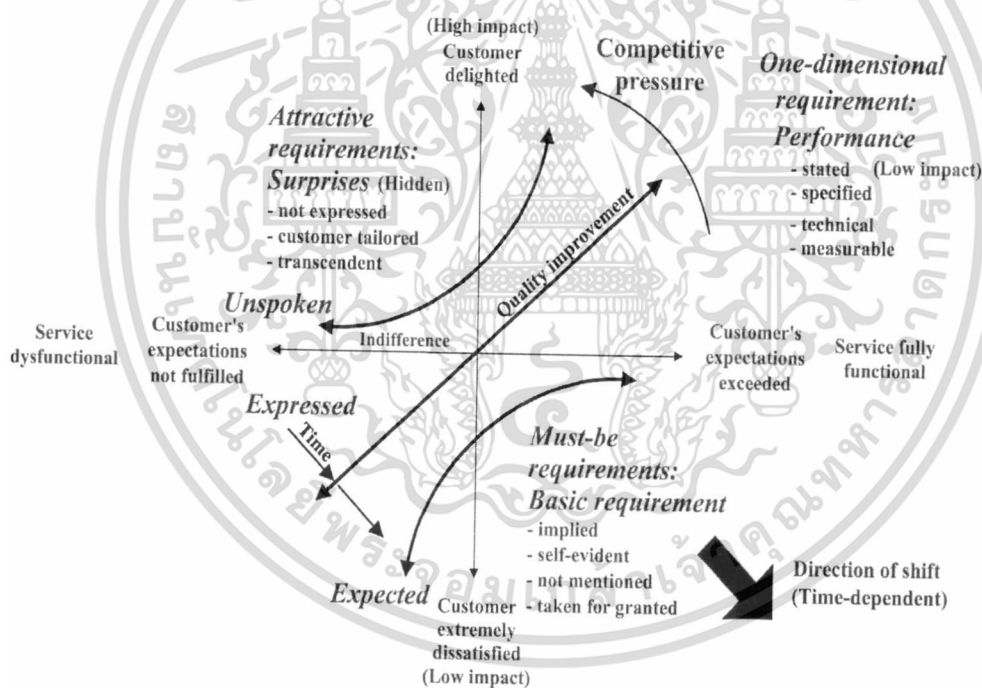 (High impact)
Customer
delighted
Competitive
pressure
One-dimensional
requirement:
Performance
- stated (Low impact)
- specified
- technical
- measurable
Attractive
requirements:
Surprises (Hidden)
- not expressed
- customer tailored
- transcendent
Quality improvement
Unspoken
Service
dysfunctional
Customer's
expectations
not fulfilled
Indifference
Customer's
expectations
exceeded
Service fully
functional
Expressed
Time
Must-be
requirements:
Basic requirement
- implied
- self-evident
- not mentioned
- taken for granted
Expected
Customer
extremely
dissatisfied
(Low impact)
Direction of shift
(Time-dependent)